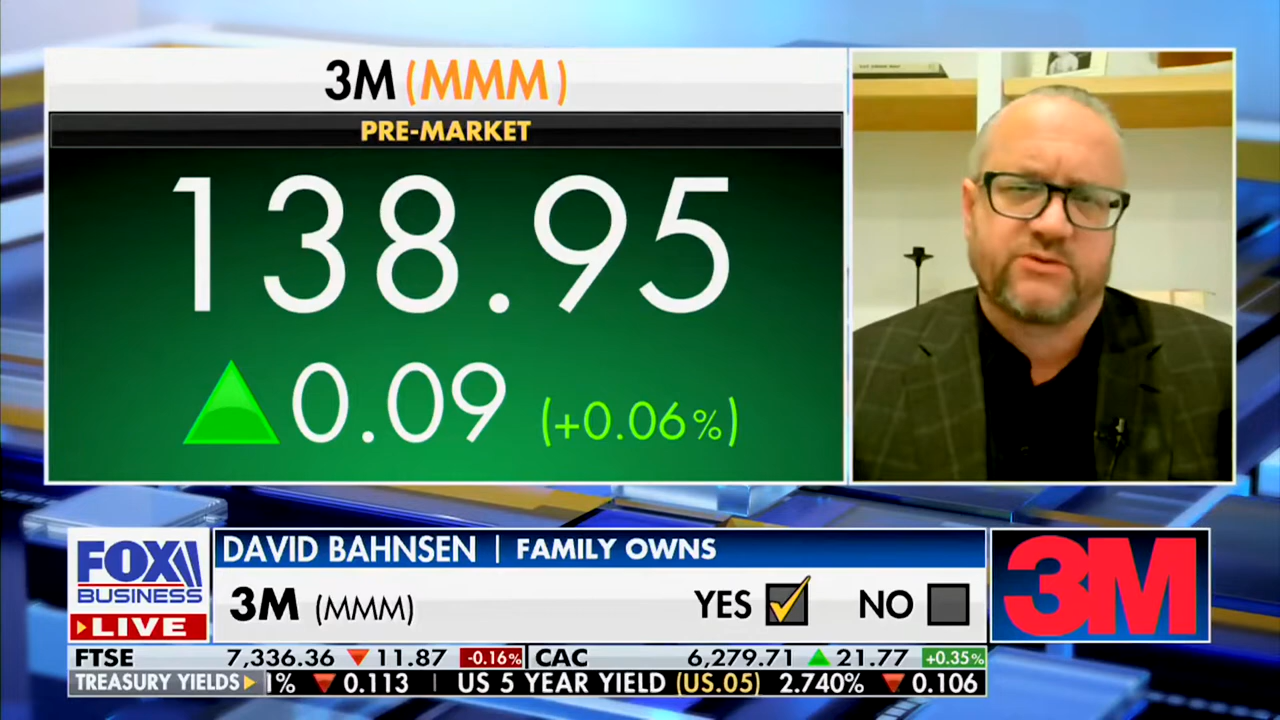 3M (MMM)
PRE-MARKET
138.95
0.09 (+0.06%)
FOX
BUSINESS
LIVE
DAVID BAHNSEN | FAMILY OWNS
3M (MMM)
YES
NO
3M
FTSE 7,336.36 11.87 -0.16% CAC 6,279.71 21.77 +0.35%
TREASURY YIELDS 1% 0.113 | US 5 YEAR YIELD (US.05) 2.740% 0.106